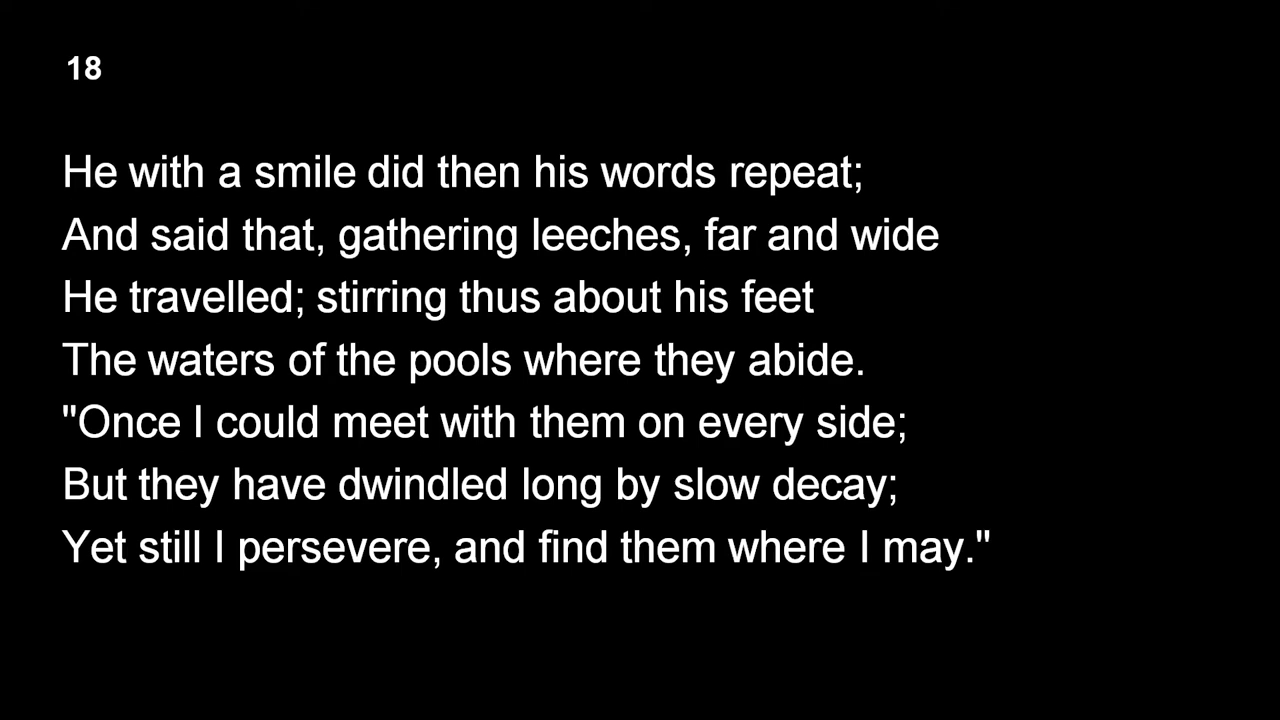 18
He with a smile did then his words repeat;
And said that, gathering leeches, far and wide
He travelled; stirring thus about his feet
The waters of the pools where they abide.
"Once I could meet with them on every side;
But they have dwindled long by slow decay;
Yet still I persevere, and find them where I may."